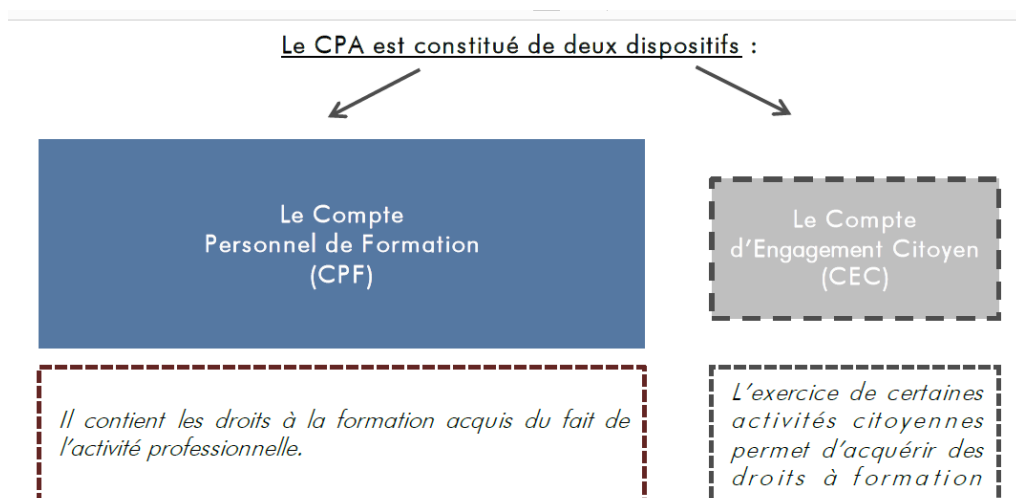 Le CPA est constitué de deux dispositifs :
Le Compte
Personnel de Formation
(CPF)
Le Compte
d'Engagement Citoyen
(CEC)
Il contient les droits à la formation acquis du fait de
l'activité professionnelle.
L'exercice de certaines
activités citoyennes
permet d'acquérir des
droits à formation